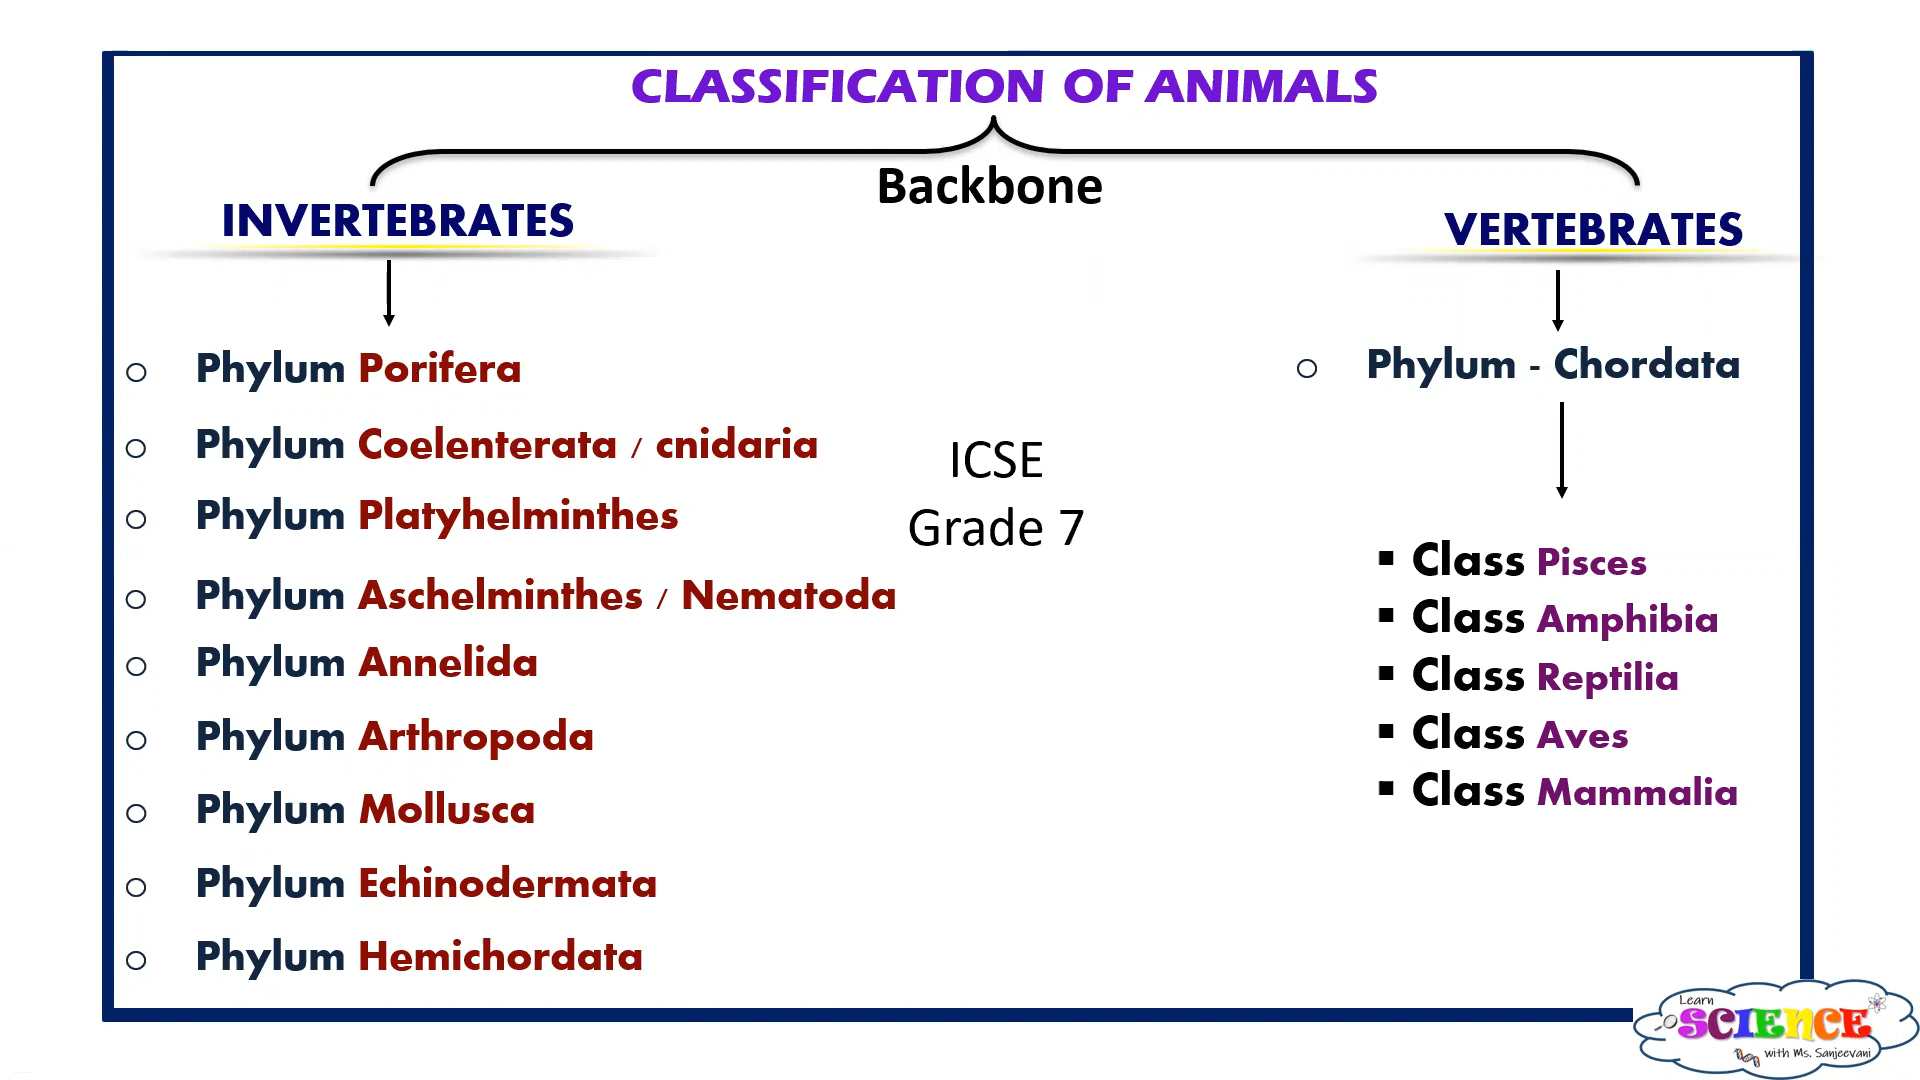 CLASSIFICATION OF ANIMALS
Backbone
INVERTEBRATES
Phylum Porifera
Phylum Coelenterata / cnidaria
Phylum Platyhelminthes
Phylum Aschelminthes / Nematoda
Phylum Annelida
Phylum Arthropoda
Phylum Mollusca
Phylum Echinodermata
Phylum Hemichordata
ICSE
Grade 7
VERTEBRATES
Phylum - Chordata
Class Pisces
Class Amphibia
Class Reptilia
Class Aves
Class Mammalia
Learn
SCIENCE
with Ms. Sanjeevani